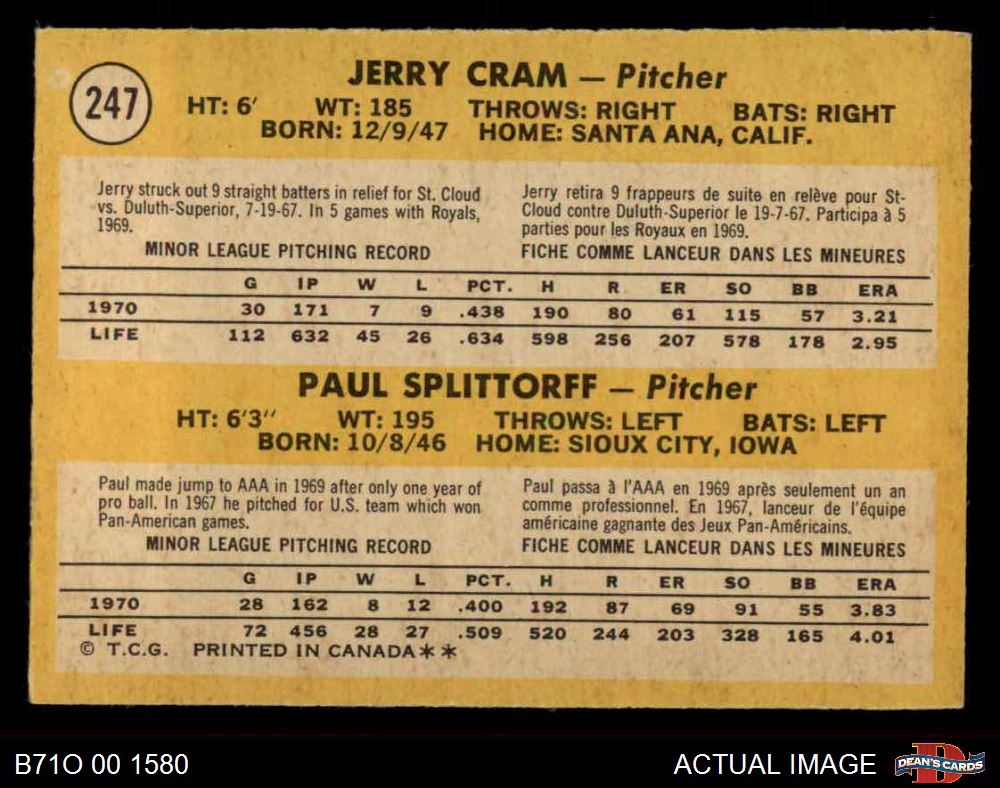 247
JERRY CRAM — Pitcher
HT: 6′ WT: 185 THROWS: RIGHT BATS: RIGHT
BORN: 12/9/47 HOME: SANTA ANA, CALIF.
Jerry struck out 9 straight batters in relief for St. Cloud
vs. Duluth-Superior, 7-19-67. In 5 games with Royals,
1969.
MINOR LEAGUE PITCHING RECORD
Jerry retira 9 frappeurs de suite en relève pour St-
Cloud contre Duluth-Superior le 19-7-67. Participa à 5
parties pour les Royaux en 1969.
FICHE COMME LANCEUR DANS LES MINEURES
G IP W L PCT. H R ER SO BB ERA
1970 30 171 7 9 .438 190 80 61 115 57 3.21
LIFE 112 632 45 26 .634 598 256 207 578 178 2.95
PAUL SPLITTORFF — Pitcher
HT: 6′3″ WT: 195 THROWS: LEFT BATS: LEFT
BORN: 10/8/46 HOME: SIOUX CITY, IOWA
Paul made jump to AAA in 1969 after only one year of
pro ball. In 1967 he pitched for U.S. team which won
Pan-American games.
MINOR LEAGUE PITCHING RECORD
Paul passa à l'AAA en 1969 après seulement un an
comme professionnel. En 1967, lanceur de l'équipe
américaine gagnante des Jeux Pan-Américains.
FICHE COMME LANCEUR DANS LES MINEURES
G IP W L PCT. H R ER SO BB ERA
1970 28 162 8 12 .400 192 87 69 91 55 3.83
LIFE 72 456 28 27 .509 520 244 203 328 165 4.01
© T.C.G. PRINTED IN CANADA**
B71O 00 1580
ACTUAL IMAGE
DEAN'S CARDS